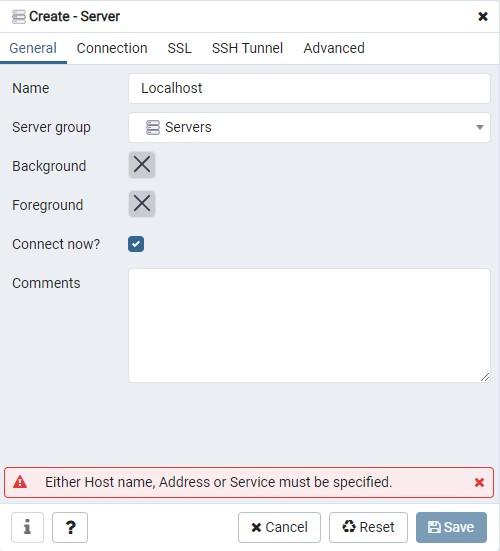 Create - Server
General Connection SSL SSH Tunnel Advanced
Name Localhost
Server group Servers
Background
Foreground
Connect now?
Comments
Either Host name, Address or Service must be specified.
i ? Cancel Reset Save